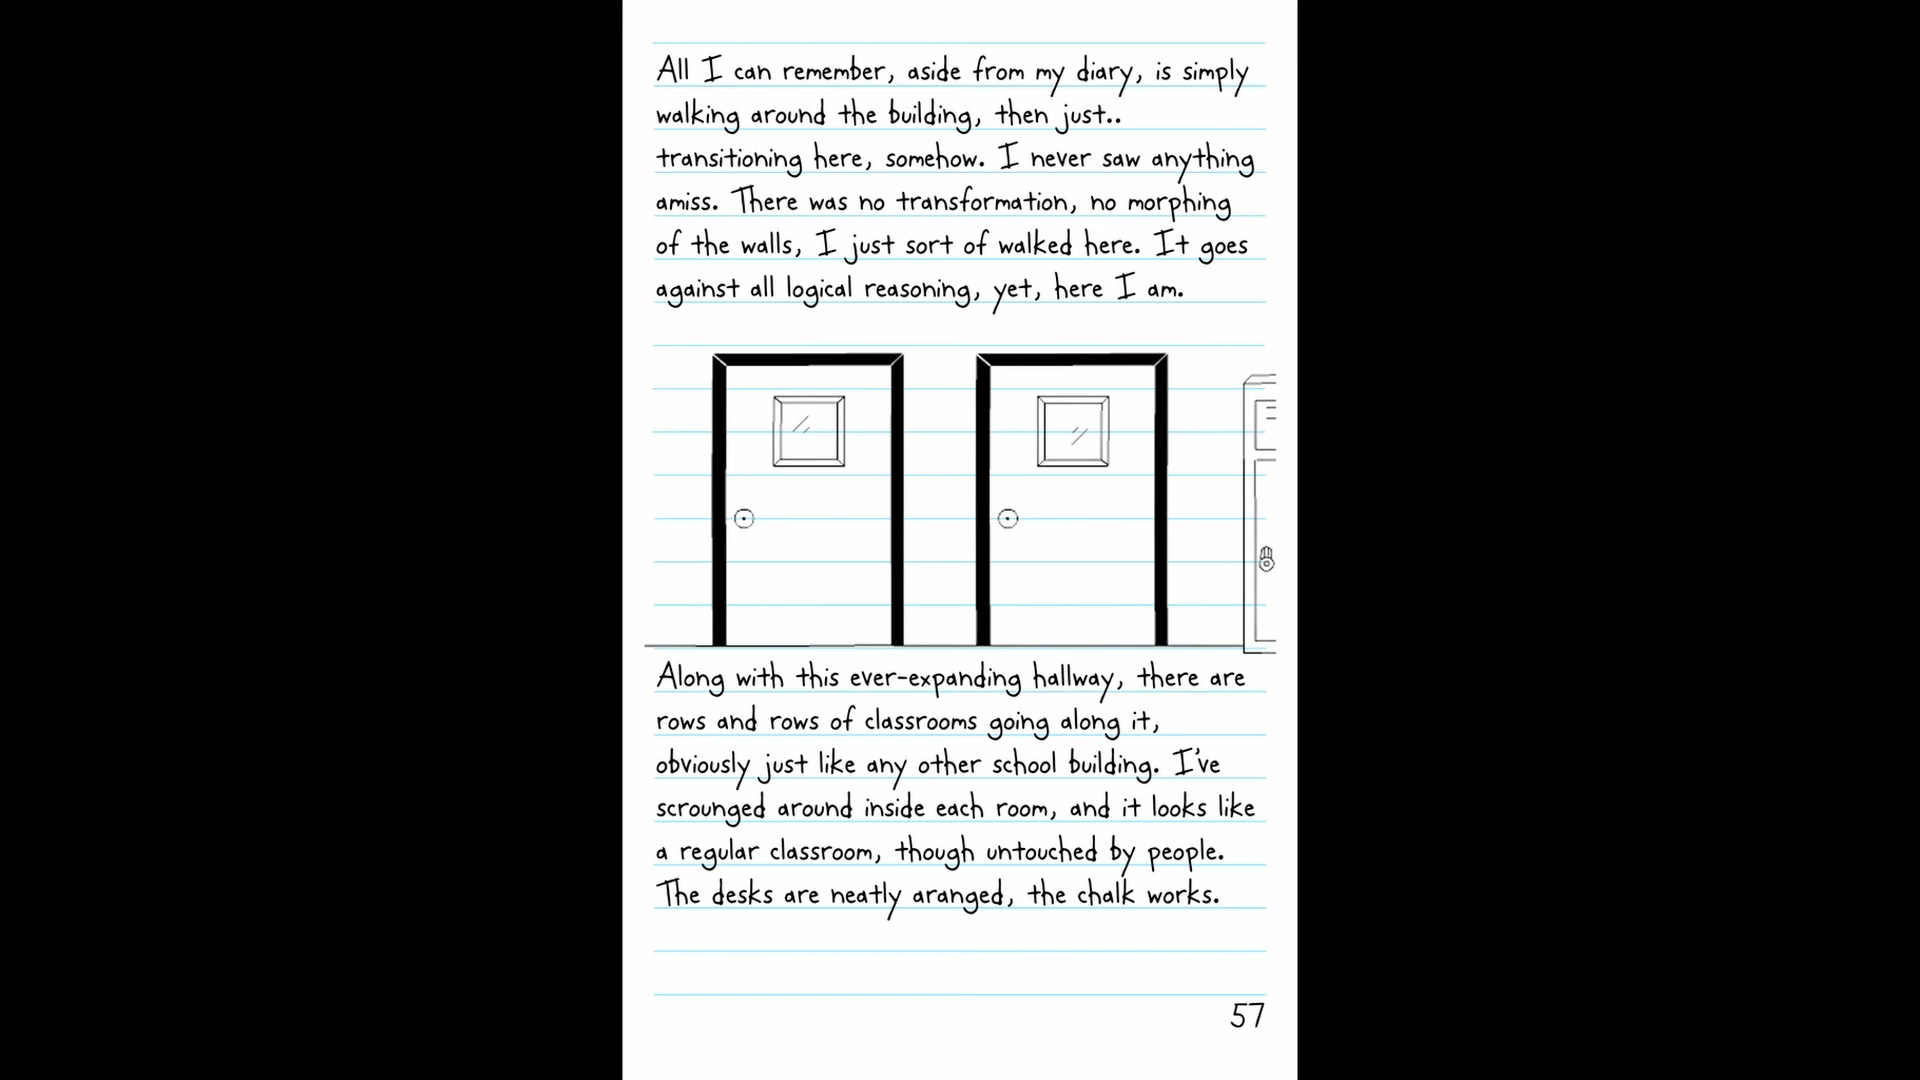 All I can remember, aside from my diary, is simply
walking around the building, then just..
transitioning here, somehow. I never saw anything
amiss. There was no transformation, no morphing
of the walls, I just sort of walked here. It goes
against all logical reasoning, yet, here I am.
Along with this ever-expanding hallway, there are
rows and rows of classrooms going along it,
obviously just like any other school building. I've
scrounged around inside each room, and it looks like
a regular classroom, though untouched by people.
The desks are neatly aranged, the chalk works.
57